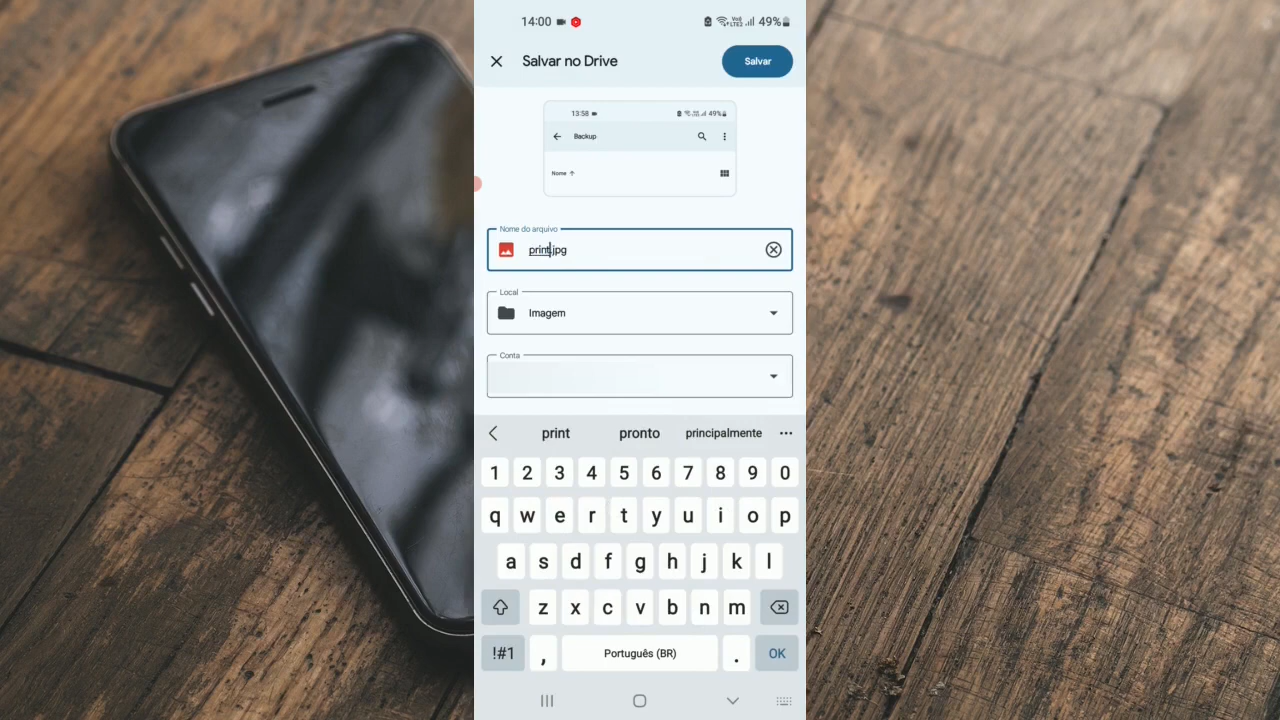 14:00 49%
Salvar no Drive Salvar
13:58 49%
Backup
Nome ↑
Nome do arquivo
print.jpg
Local
Imagem
Conta
print pronto principalmente ...
1 2 3 4 5 6 7 8 9 0
q w e r t y u i o p
a s d f g h j k l
z x c v b n m
!#1 , Português (BR) . OK